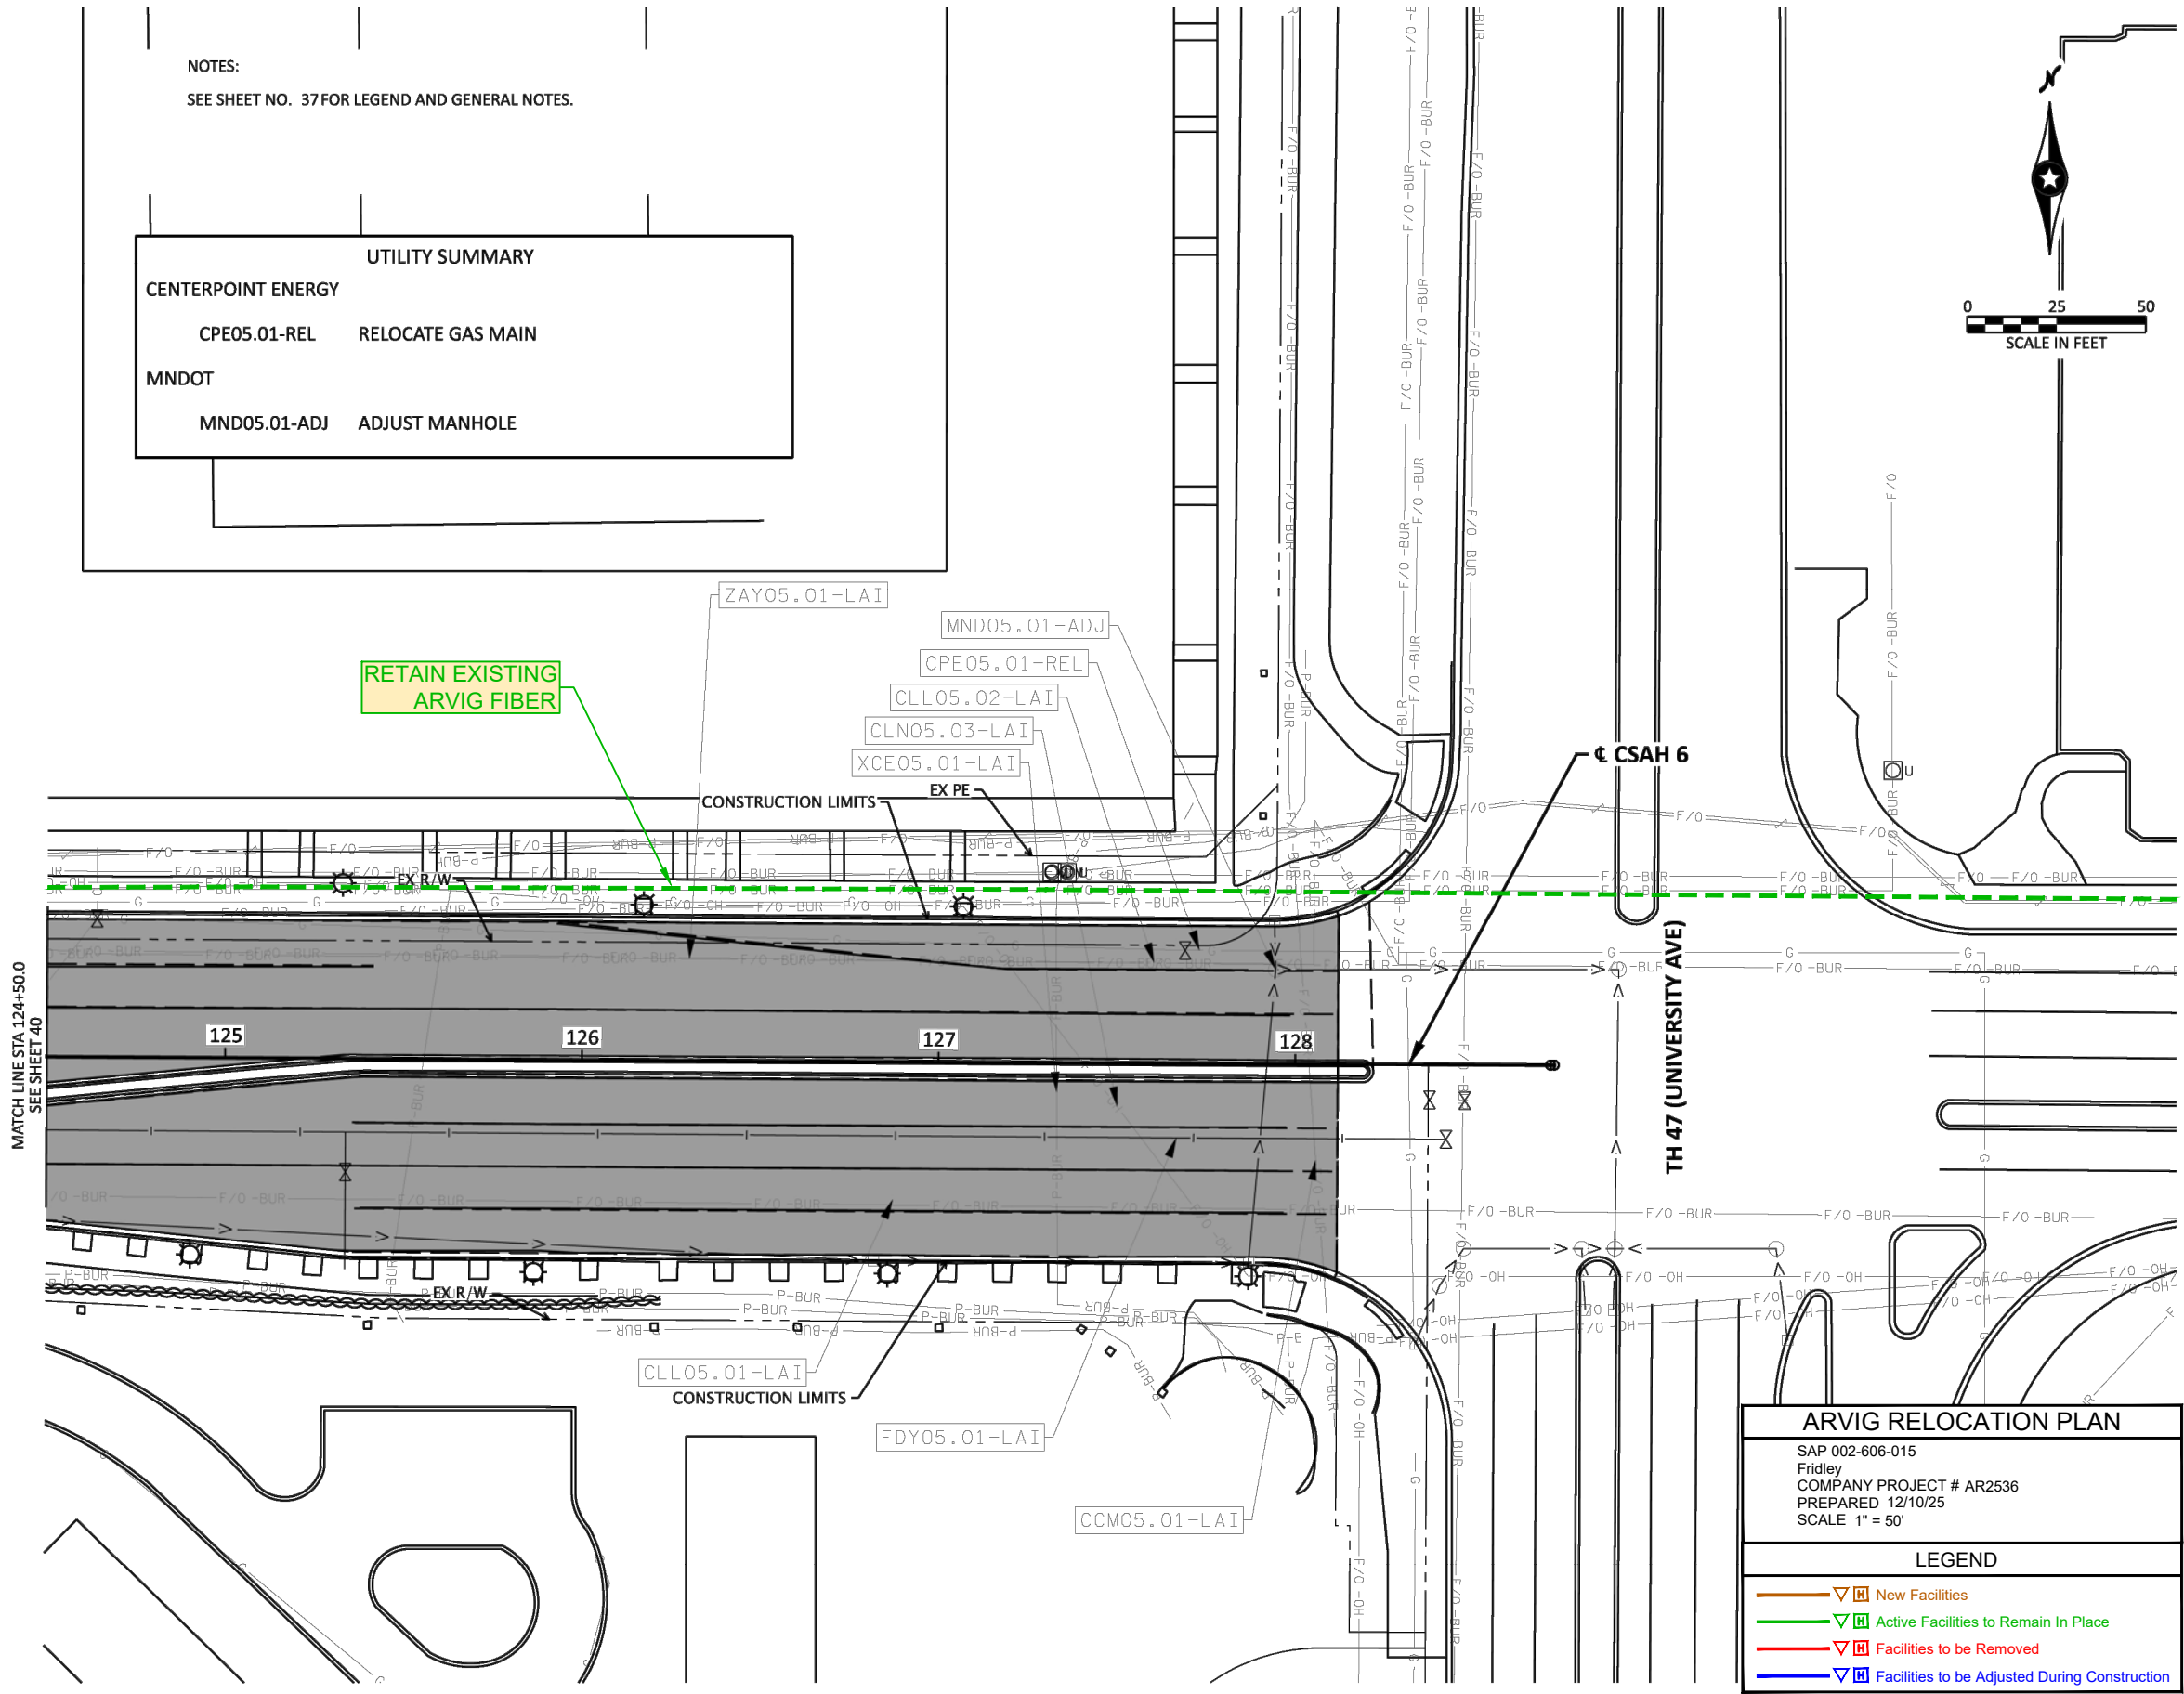 NOTES:
SEE SHEET NO. 37 FOR LEGEND AND GENERAL NOTES.
UTILITY SUMMARY
CENTERPOINT ENERGY
CPE05.01-REL RELOCATE GAS MAIN
MNDOT
MND05.01-ADJ ADJUST MANHOLE
N
0 25 50
SCALE IN FEET
ZAY05.01-LAI
MND05.01-ADJ
CPE05.01-REL
CLL05.02-LAI
CLN05.03-LAI
XCE05.01-LAI
RETAIN EXISTING
ARVIG FIBER
CONSTRUCTION LIMITS
EX PE
℄ CSAH 6
EX R/W
U
MATCH LINE STA 124+50.0
SEE SHEET 40
125
126
127
128
TH 47 (UNIVERSITY AVE)
F/O -BUR
F/O -OH
P-BUR
F/O
G
EX R/W
CLL05.01-LAI
CONSTRUCTION LIMITS
FDY05.01-LAI
CCM05.01-LAI
ARVIG RELOCATION PLAN
SAP 002-606-015
Fridley
COMPANY PROJECT # AR2536
PREPARED 12/10/25
SCALE 1" = 50'
LEGEND
H New Facilities
H Active Facilities to Remain In Place
H Facilities to be Removed
H Facilities to be Adjusted During Construction